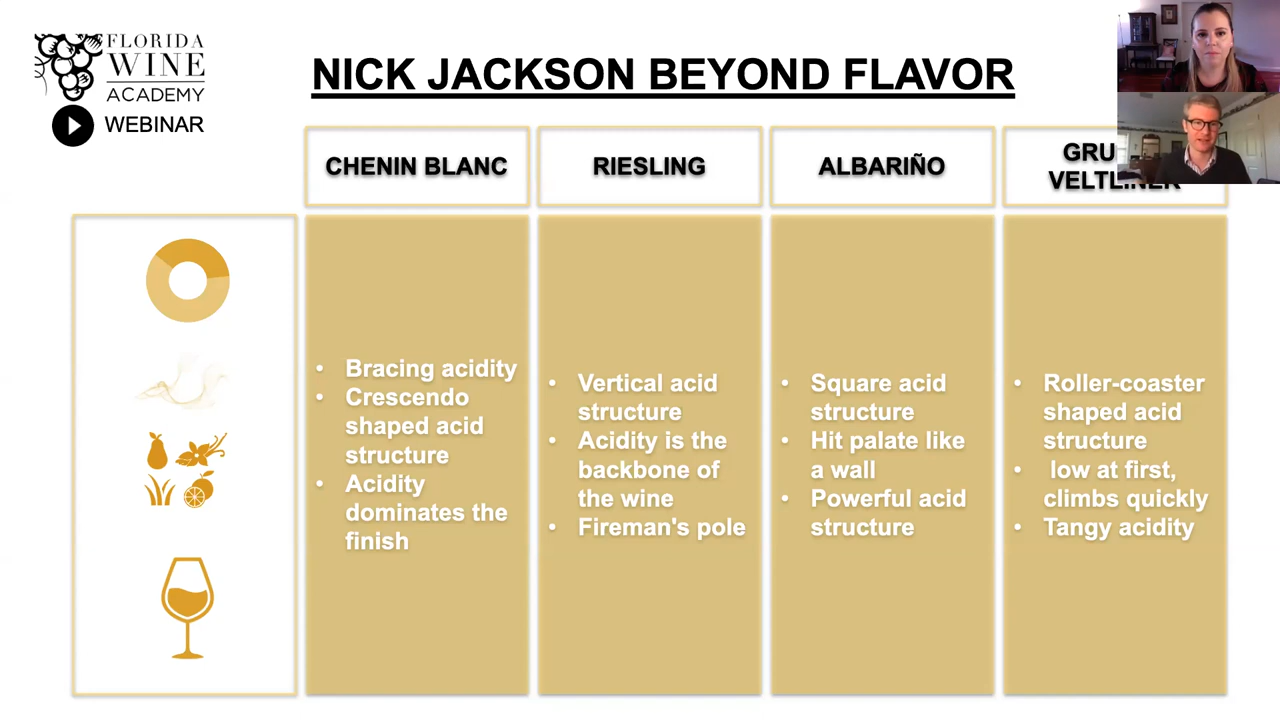 FLORIDA
WINE
ACADEMY
WEBINAR
NICK JACKSON BEYOND FLAVOR
CHENIN BLANC
RIESLING
ALBARIÑO
GRU
VELTLINER
• Bracing acidity
• Crescendo
shaped acid
structure
• Acidity
dominates the
finish
• Vertical acid
structure
• Acidity is the
backbone of
the wine
• Fireman's pole
• Square acid
structure
• Hit palate like
a wall
• Powerful acid
structure
• Roller-coaster
shaped acid
structure
• low at first,
climbs quickly
• Tangy acidity